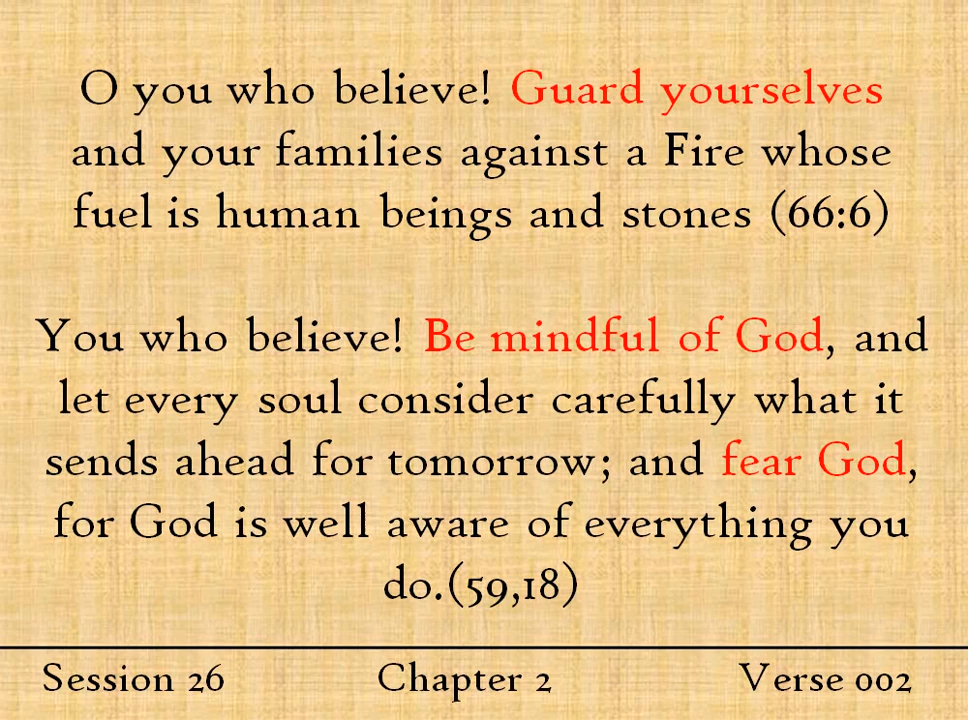 O you who believe! Guard yourselves
and your families against a Fire whose
fuel is human beings and stones (66:6)
You who believe! Be mindful of God, and
let every soul consider carefully what it
sends ahead for tomorrow; and fear God,
for God is well aware of everything you
do.(59,18)
Session 26 Chapter 2 Verse 002